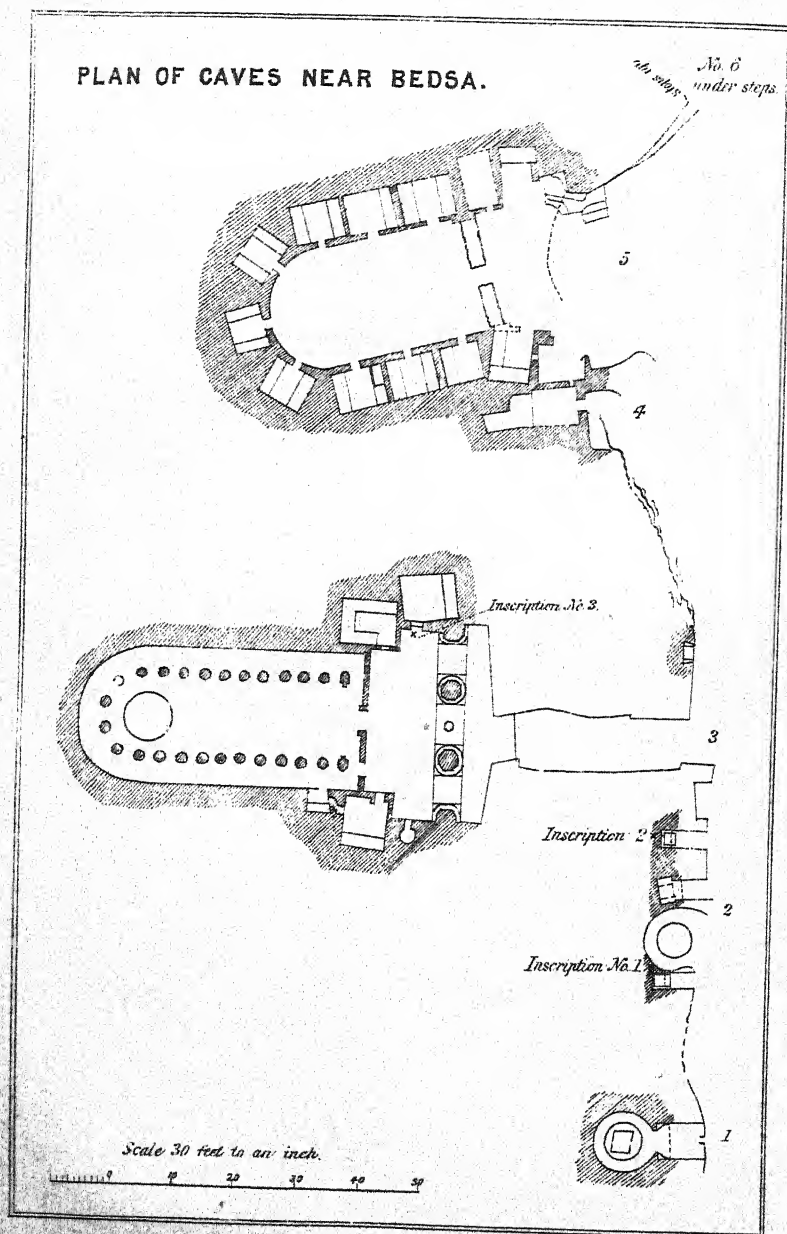 PLAN OF CAVES NEAR BEDSA.
No. 6
under steps.
5
4
Inscription No. 3.
3
Inscription 2
2
Inscription No. 1
1
Scale 30 feet to an inch.
0 10 20 30 40 50